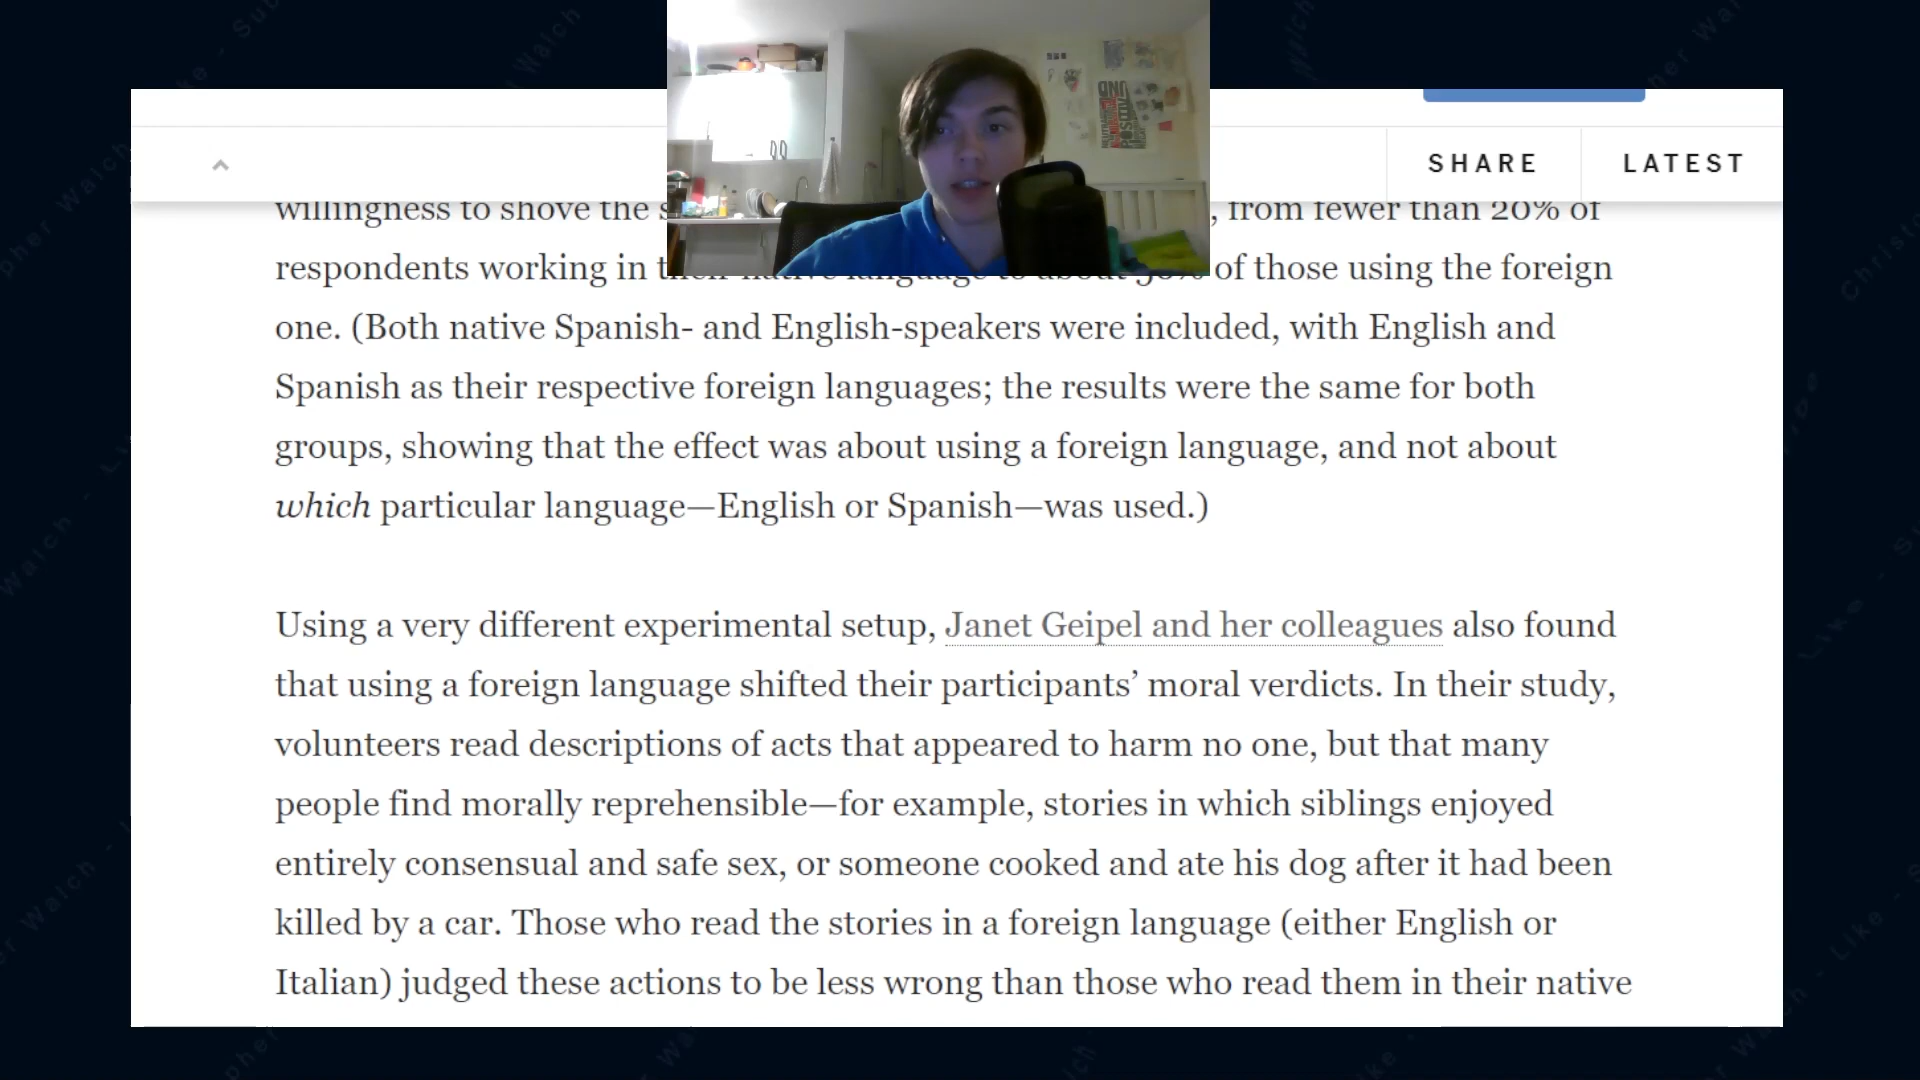 SHARE
LATEST
willingness to shove the
, from fewer than 20% of
respondents working in their native language to about 50% of those using the foreign
one. (Both native Spanish- and English-speakers were included, with English and
Spanish as their respective foreign languages; the results were the same for both
groups, showing that the effect was about using a foreign language, and not about
which particular language—English or Spanish—was used.)
Using a very different experimental setup, Janet Geipel and her colleagues also found
that using a foreign language shifted their participants’ moral verdicts. In their study,
volunteers read descriptions of acts that appeared to harm no one, but that many
people find morally reprehensible—for example, stories in which siblings enjoyed
entirely consensual and safe sex, or someone cooked and ate his dog after it had been
killed by a car. Those who read the stories in a foreign language (either English or
Italian) judged these actions to be less wrong than those who read them in their native